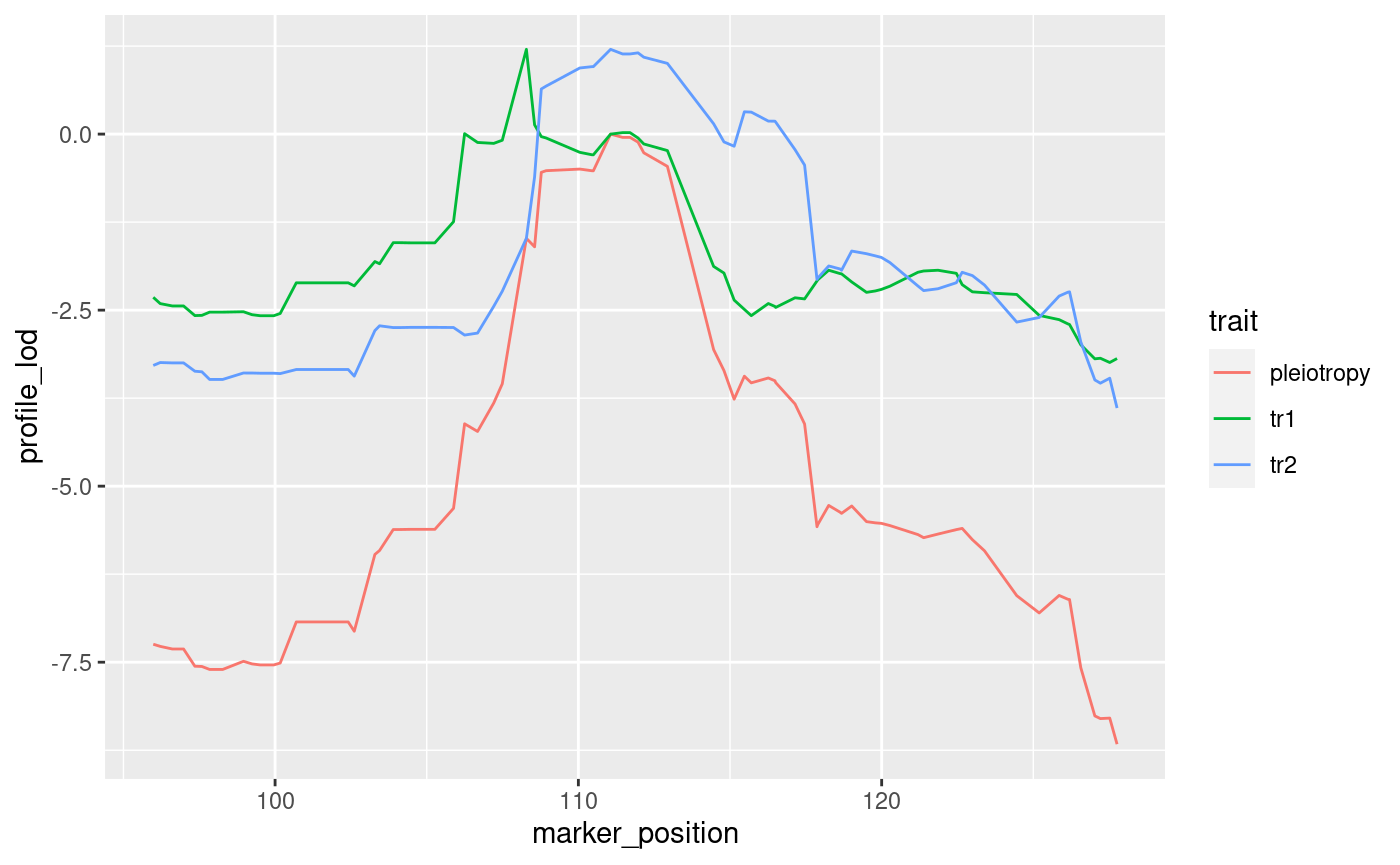 profile_lod
0.0
-2.5
-5.0
-7.5
100
110
120
marker_position
trait
pleiotropy
tr1
tr2